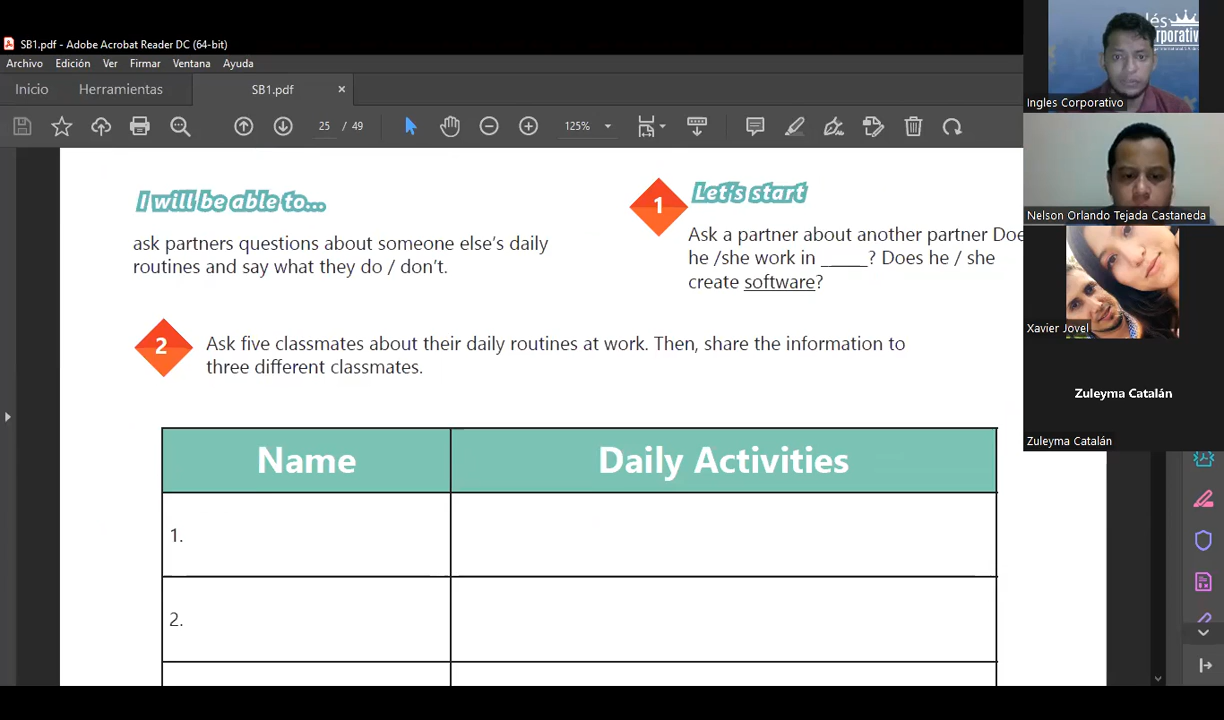 SB1.pdf - Adobe Acrobat Reader DC (64-bit)
Archivo Edición Ver Firmar Ventana Ayuda
Inicio Herramientas SB1.pdf ×
25 / 49 125%
I will be able to...
ask partners questions about someone else's daily
routines and say what they do / don't.
1 Let's start
Ask a partner about another partner Doe
he /she work in _____? Does he / she
create software?
2 Ask five classmates about their daily routines at work. Then, share the information to
three different classmates.
Name Daily Activities
1.
2.
és
orporativ
Ingles Corporativo
Nelson Orlando Tejada Castaneda
Xavier Jovel
Zuleyma Catalán
Zuleyma Catalán